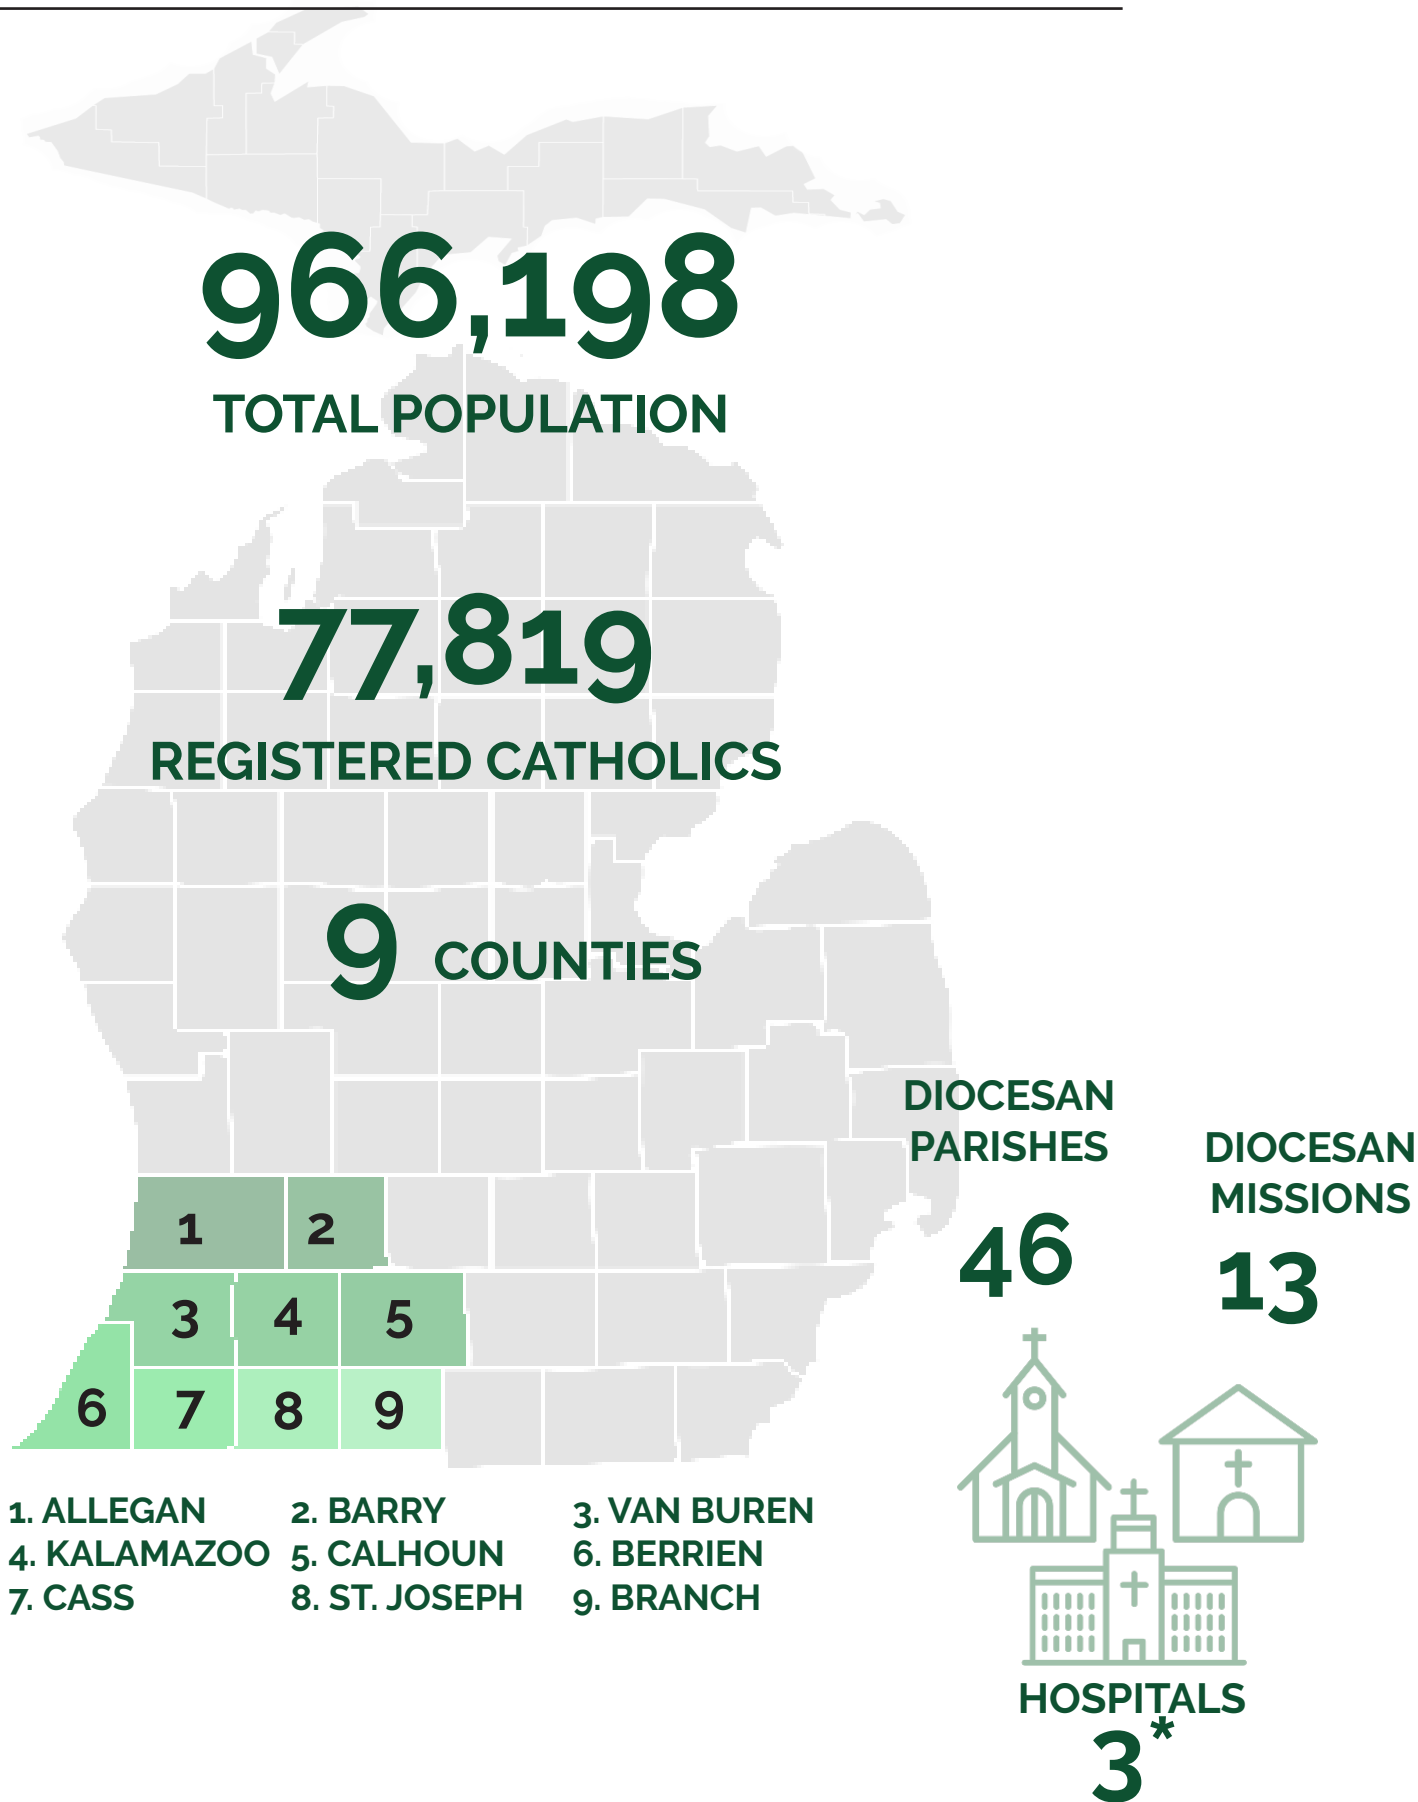 966,198
TOTAL POPULATION
77,819
REGISTERED CATHOLICS
9 COUNTIES
DIOCESAN
PARISHES
46
DIOCESAN
MISSIONS
13
1
2
3
4
5
6
7
8
9
1. ALLEGAN 2. BARRY 3. VAN BUREN
4. KALAMAZOO 5. CALHOUN 6. BERRIEN
7. CASS 8. ST. JOSEPH 9. BRANCH
HOSPITALS
3*